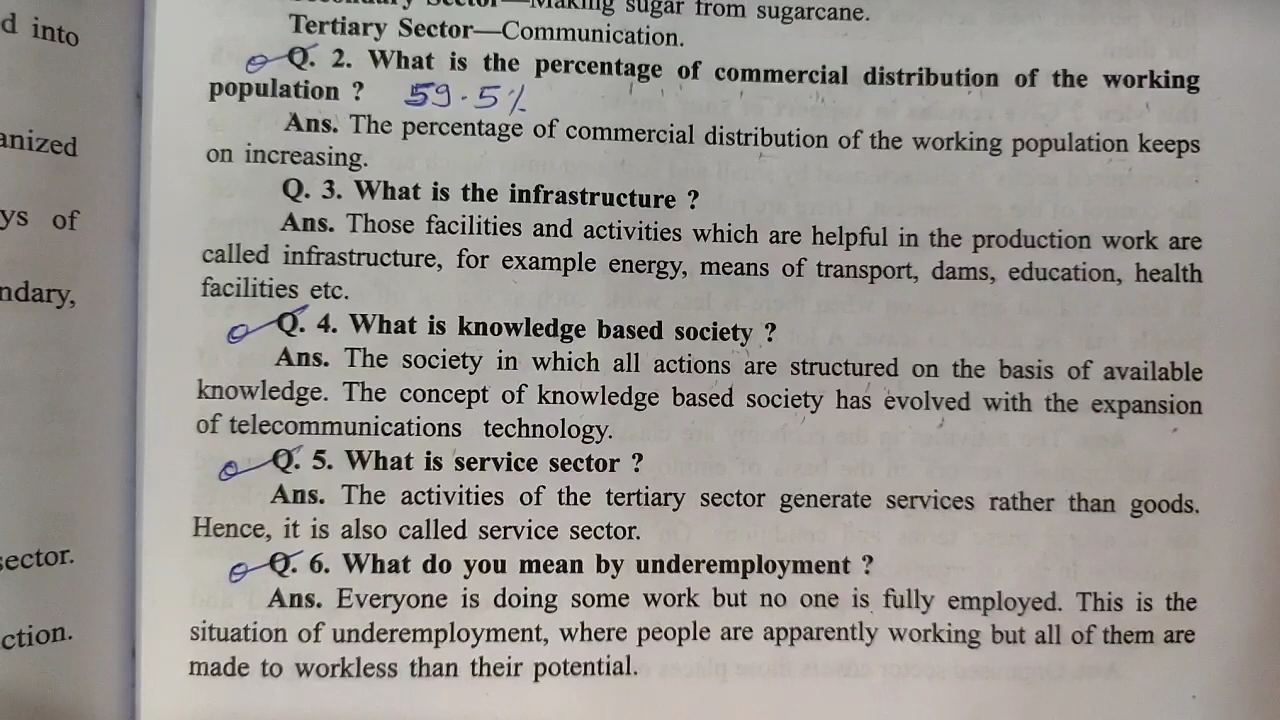 Making sugar from sugarcane.
Tertiary Sector—Communication.
Q. 2. What is the percentage of commercial distribution of the working
population ? 59.5%
Ans. The percentage of commercial distribution of the working population keeps
on increasing.
Q. 3. What is the infrastructure ?
Ans. Those facilities and activities which are helpful in the production work are
called infrastructure, for example energy, means of transport, dams, education, health
facilities etc.
Q. 4. What is knowledge based society ?
Ans. The society in which all actions are structured on the basis of available
knowledge. The concept of knowledge based society has evolved with the expansion
of telecommunications technology.
Q. 5. What is service sector ?
Ans. The activities of the tertiary sector generate services rather than goods.
Hence, it is also called service sector.
Q. 6. What do you mean by underemployment ?
Ans. Everyone is doing some work but no one is fully employed. This is the
situation of underemployment, where people are apparently working but all of them are
made to workless than their potential.
d into
anized
ys of
ndary,
sector.
ction.